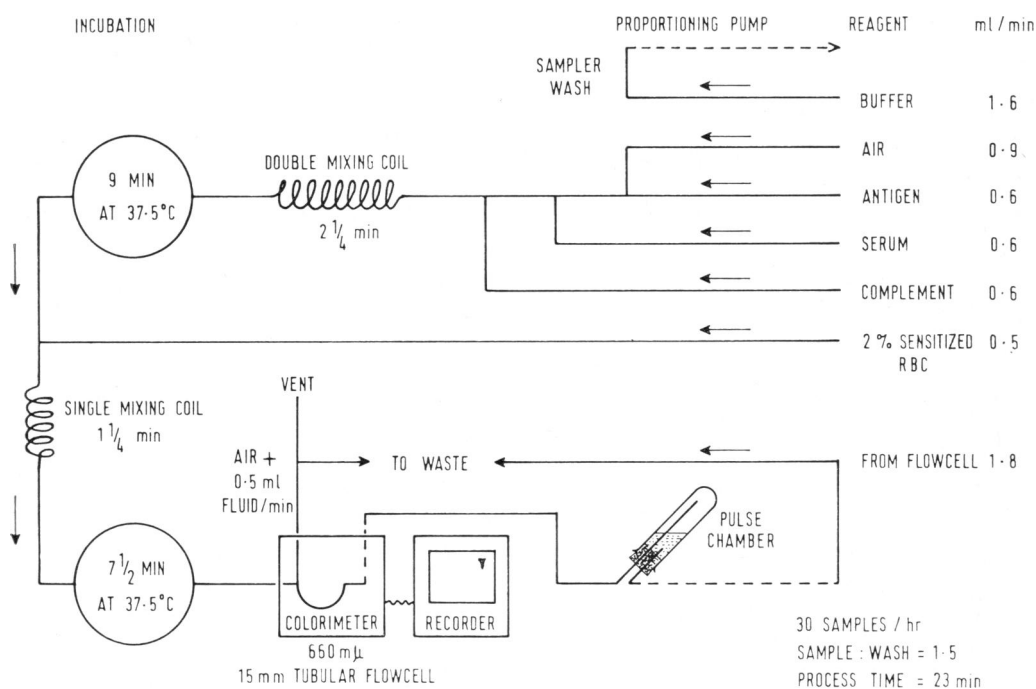 INCUBATION
PROPORTIONING PUMP
REAGENT
ml/min
SAMPLER
WASH
BUFFER 1·6
AIR 0·9
DOUBLE MIXING COIL
2 1/4 min
9 MIN
AT 37·5°C
ANTIGEN 0·6
SERUM 0·6
COMPLEMENT 0·6
2% SENSITIZED 0·5
RBC
SINGLE MIXING COIL
1 1/4 min
VENT
AIR +
0·5 ml
FLUID/min
TO WASTE
FROM FLOWCELL 1·8
PULSE
CHAMBER
7 1/2 MIN
AT 37·5°C
COLORIMETER
RECORDER
650 mμ
15mm TUBULAR FLOWCELL
30 SAMPLES / hr
SAMPLE : WASH = 1·5
PROCESS TIME = 23 min